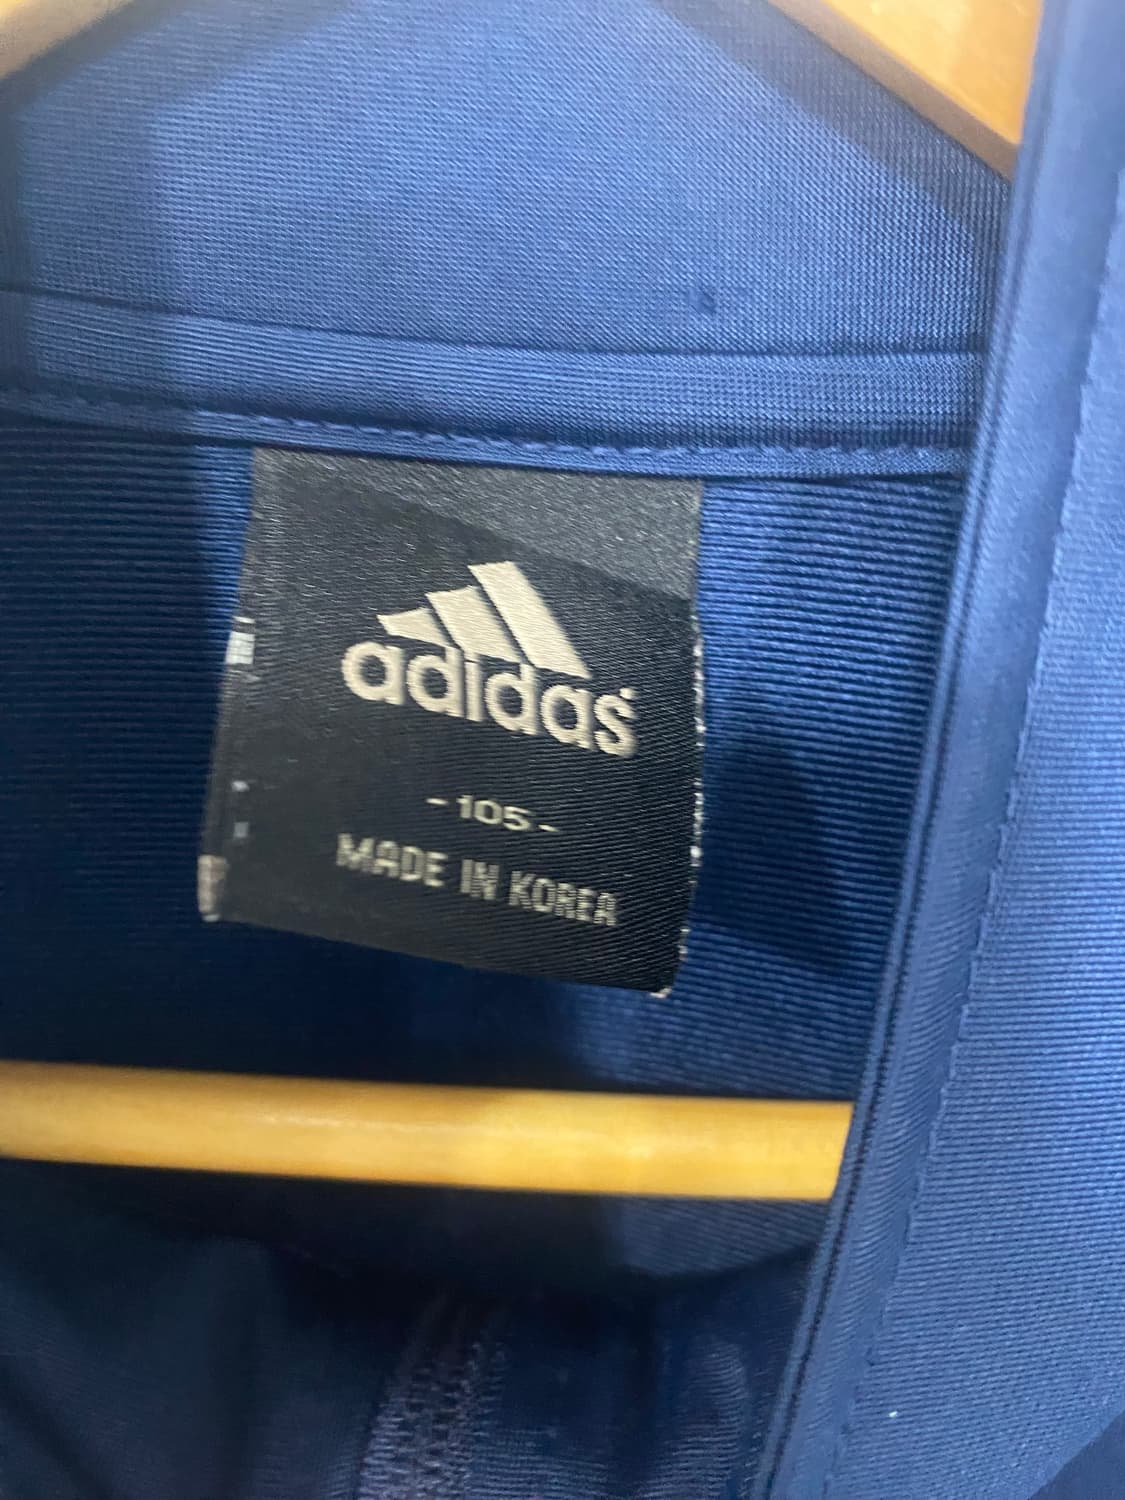 adidas
- 105 -
MADE IN KOREA